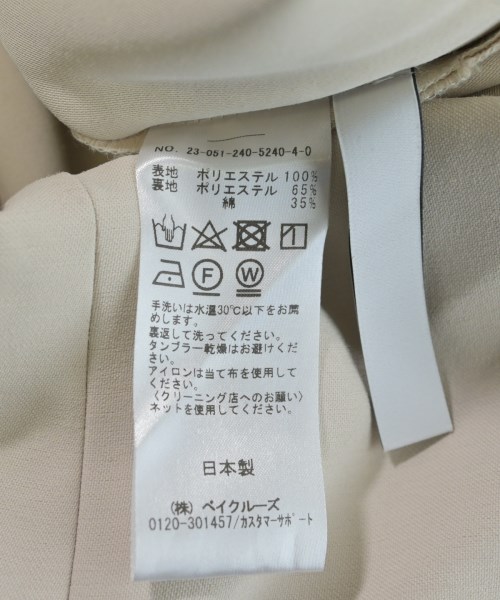 NO. 23-051-240-5240-4-0
表地 ポリエステル 100%
裏地 ポリエステル 65%
綿 35%
F W
手洗いは水温30℃以下をお薦
めします。
裏返して洗ってください。
タンブラー乾燥はお避けくだ
さい。
アイロンは当て布を使用して
ください。
〈クリーニング店へのお願い〉
ネットを使用してください。
日本製
(株) ベイクルーズ
0120-301457/カスタマーサポート